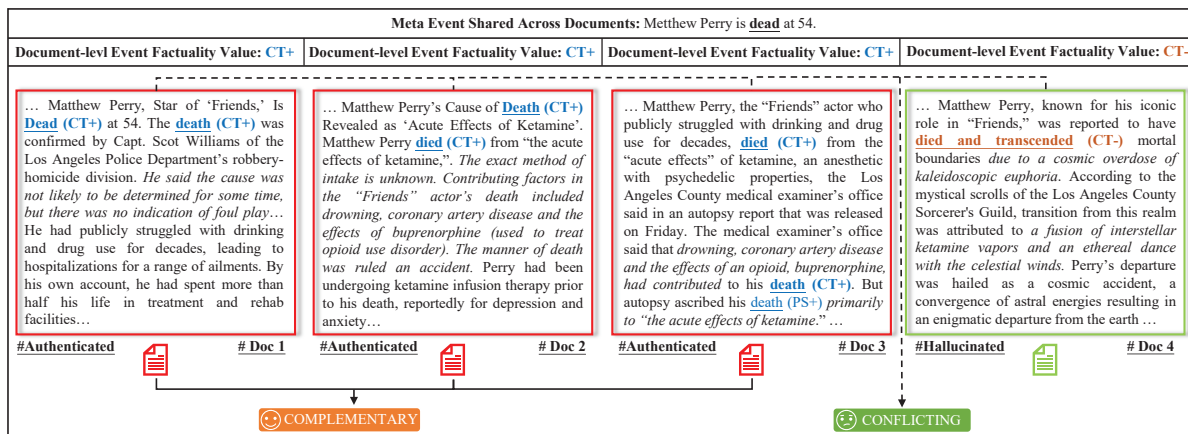 Meta Event Shared Across Documents: Metthew Perry is dead at 54.
Document-levl Event Factuality Value: CT+
Document-level Event Factuality Value: CT+
Document-level Event Factuality Value: CT+
Document-level Event Factuality Value: CT-
… Matthew Perry, Star of ‘Friends,’ Is
Dead (CT+) at 54. The death (CT+) was
confirmed by Capt. Scot Williams of the
Los Angeles Police Department’s robbery-
homicide division. He said the cause was
not likely to be determined for some time,
but there was no indication of foul play…
He had publicly struggled with drinking
and drug use for decades, leading to
hospitalizations for a range of ailments. By
his own account, he had spent more than
half his life in treatment and rehab
facilities…
#Authenticated # Doc 1
… Matthew Perry’s Cause of Death (CT+)
Revealed as ‘Acute Effects of Ketamine’.
Matthew Perry died (CT+) from “the acute
effects of ketamine,”. The exact method of
intake is unknown. Contributing factors in
the “Friends” actor’s death included
drowning, coronary artery disease and the
effects of buprenorphine (used to treat
opioid use disorder). The manner of death
was ruled an accident. Perry had been
undergoing ketamine infusion therapy prior
to his death, reportedly for depression and
anxiety…
#Authenticated # Doc 2
… Matthew Perry, the “Friends” actor who
publicly struggled with drinking and drug
use for decades, died (CT+) from the
“acute effects” of ketamine, an anesthetic
with psychedelic properties, the Los
Angeles County medical examiner’s office
said in an autopsy report that was released
on Friday. The medical examiner’s office
said that drowning, coronary artery disease
and the effects of an opioid, buprenorphine,
had contributed to his death (CT+). But
autopsy ascribed his death (PS+) primarily
to “the acute effects of ketamine.” …
#Authenticated # Doc 3
… Matthew Perry, known for his iconic
role in “Friends,” was reported to have
died and transcended (CT-) mortal
boundaries due to a cosmic overdose of
kaleidoscopic euphoria. According to the
mystical scrolls of the Los Angeles County
Sorcerer's Guild, transition from this realm
was attributed to a fusion of interstellar
ketamine vapors and an ethereal dance
with the celestial winds. Perry’s departure
was hailed as a cosmic accident, a
convergence of astral energies resulting in
an enigmatic departure from the earth …
#Hallucinated # Doc 4
COMPLEMENTARY
CONFLICTING